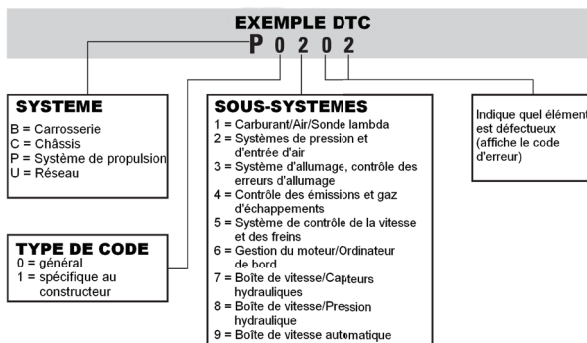 EXEMPLE DTC
P 0 2 0 2
SYSTEME
B = Carrosserie
C = Châssis
P = Système de propulsion
U = Réseau
TYPE DE CODE
0 = général
1 = spécifique au
constructeur
SOUS-SYSTEMES
1 = Carburant/Air/Sonde lambda
2 = Systèmes de pression et
d'entrée d'air
3 = Système d'allumage, contrôle des
erreurs d'allumage
4 = Contrôle des émissions et gaz
d'échappements
5 = Système de contrôle de la vitesse
et des freins
6 = Gestion du moteur/Ordinateur
de bord
7 = Boîte de vitesse/Capteurs
hydrauliques
8 = Boîte de vitesse/Pression
hydraulique
9 = Boîte de vitesse automatique
Indique quel élément
est défectueux
(affiche le code
d'erreur)